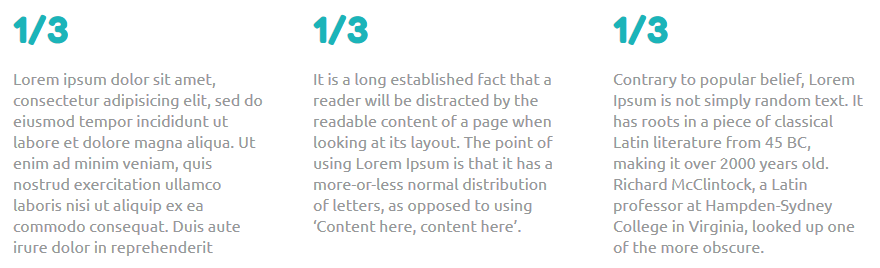 1/3
Lorem ipsum dolor sit amet,
consectetur adipisicing elit, sed do
eiusmod tempor incididunt ut
labore et dolore magna aliqua. Ut
enim ad minim veniam, quis
nostrud exercitation ullamco
laboris nisi ut aliquip ex ea
commodo consequat. Duis aute
irure dolor in reprehenderit
1/3
It is a long established fact that a
reader will be distracted by the
readable content of a page when
looking at its layout. The point of
using Lorem Ipsum is that it has a
more-or-less normal distribution
of letters, as opposed to using
‘Content here, content here’.
1/3
Contrary to popular belief, Lorem
Ipsum is not simply random text. It
has roots in a piece of classical
Latin literature from 45 BC,
making it over 2000 years old.
Richard McClintock, a Latin
professor at Hampden-Sydney
College in Virginia, looked up one
of the more obscure.